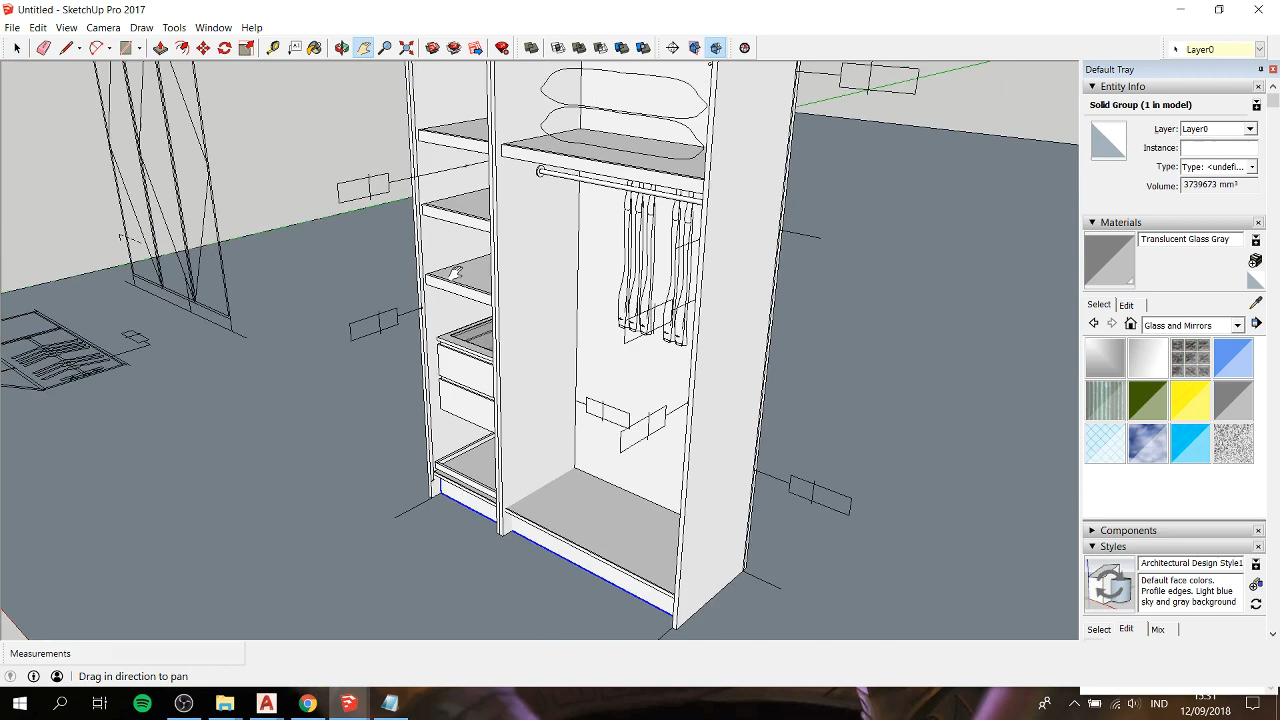 Untitled - SketchUp Pro 2017
File Edit View Camera Draw Tools Window Help
Layer0
Default Tray
Entity Info
Solid Group (1 in model)
Layer: Layer0
Instance:
Type: Type: <undefi...
Volume: 3739673 mm³
Materials
Translucent Glass Gray
Select Edit
Glass and Mirrors
Components
Styles
Architectural Design Style1
Default face colors.
Profile edges. Light blue
sky and gray background
Select Edit Mix
Measurements
Drag in direction to pan
IND
12/09/2018